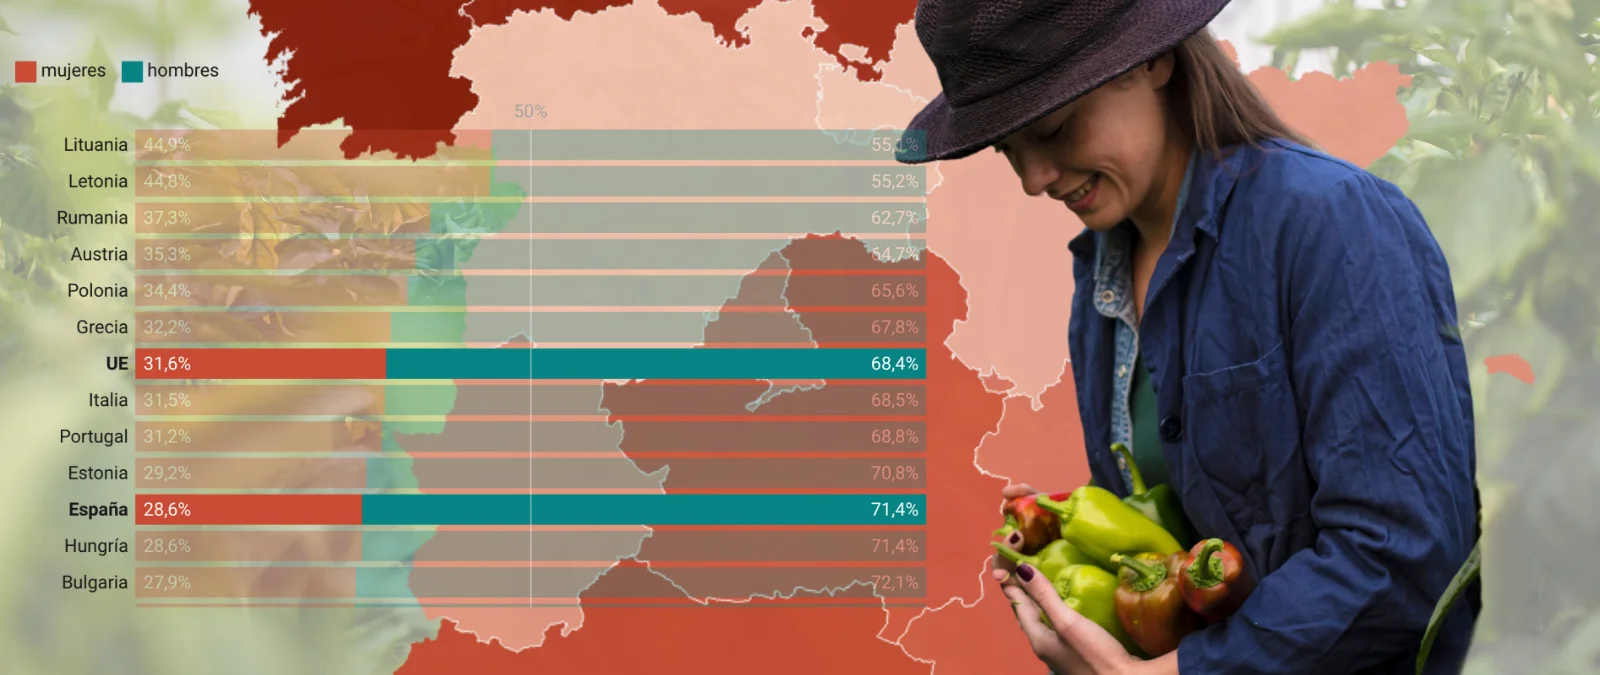 mujeres hombres
50%
Lituania 44,9% 55,1%
Letonia 44,8% 55,2%
Rumania 37,3% 62,7%
Austria 35,3% 64,7%
Polonia 34,4% 65,6%
Grecia 32,2% 67,8%
UE 31,6% 68,4%
Italia 31,5% 68,5%
Portugal 31,2% 68,8%
Estonia 29,2% 70,8%
España 28,6% 71,4%
Hungría 28,6% 71,4%
Bulgaria 27,9% 72,1%